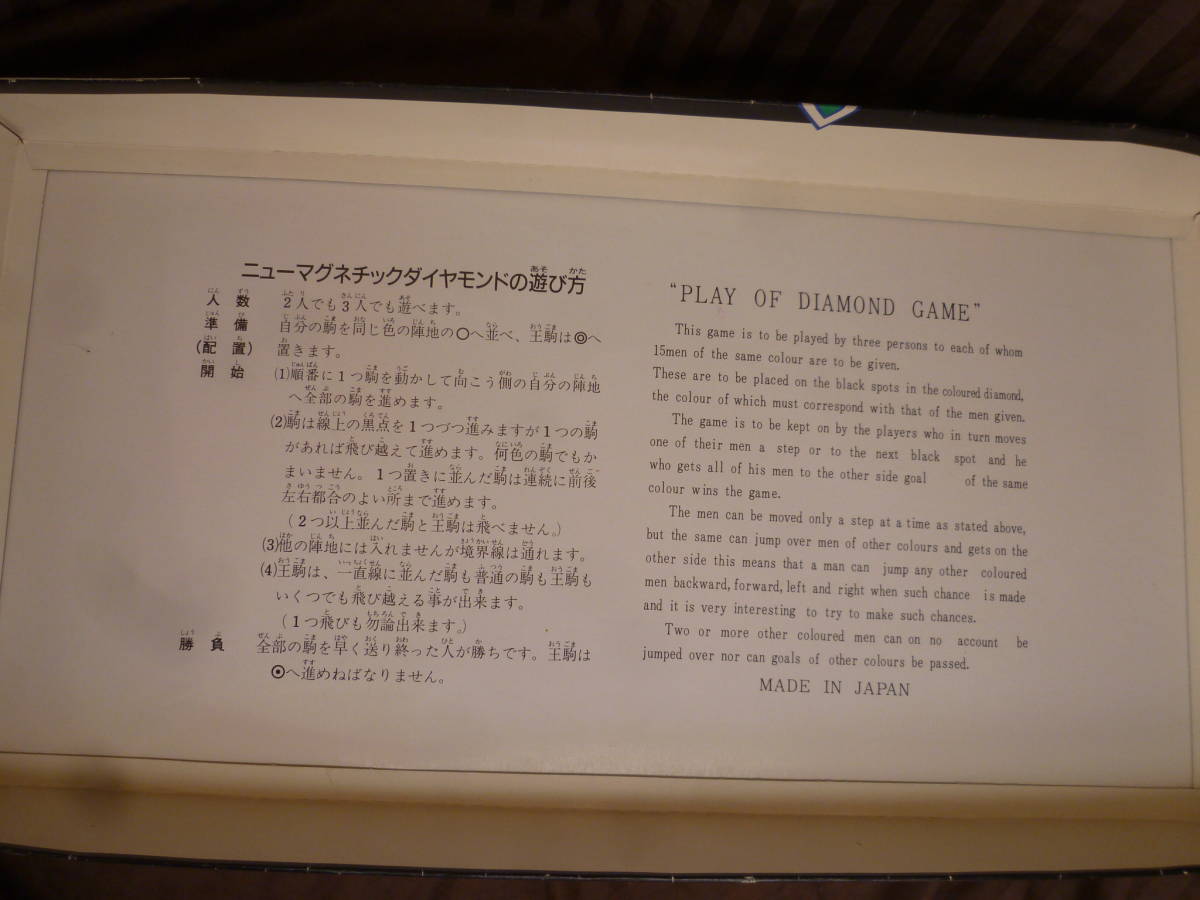 ニューマグネチックダイヤモンドの遊び方
人数 2人でも3人でも遊べます。
準備 自分の駒を同じ色の陣地の○へ並べ、王駒は◎へ
(配置) 置きます。
開始 (1)順番に1つ駒を動かして向こう側の自分の陣地
へ全部の駒を進めます。
(2)駒は線上の黒点を1つづつ進みますが1つの駒
があれば飛び越えて進めます。何色の駒でもか
まいません。1つ置きに並んだ駒は連続に前後
左右都合のよい所まで進めます。
(2つ以上並んだ駒と王駒は飛べません。)
(3)他の陣地には入れませんが境界線は通れます。
(4)王駒は、一直線に並んだ駒も普通の駒も王駒も
いくつでも飛び越える事が出来ます。
(1つ飛びも勿論出来ます。)
勝負 全部の駒を早く送り終った人が勝ちです。王駒は
⦿へ進めねばなりません。
“PLAY OF DIAMOND GAME”
This game is to be played by three persons to each of whom
15men of the same colour are to be given.
These are to be placed on the black spots in the coloured diamond,
the colour of which must correspond with that of the men given.
The game is to be kept on by the players who in turn moves
one of their men a step or to the next black spot and he
who gets all of his men to the other side goal of the same
colour wins the game.
The men can be moved only a step at a time as stated above,
but the same can jump over men of other colours and gets on the
other side this means that a man can jump any other coloured
men backward, forward, left and right when such chance is made
and it is very interesting to try to make such chances.
Two or more other coloured men can on no account be
jumped over nor can goals of other colours be passed.
MADE IN JAPAN